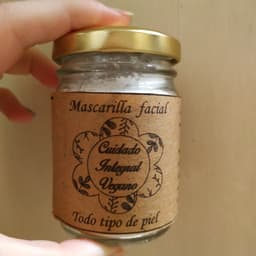 Mascarilla facial
Cuidado
Integral
Vegano
Todo tipo de piel